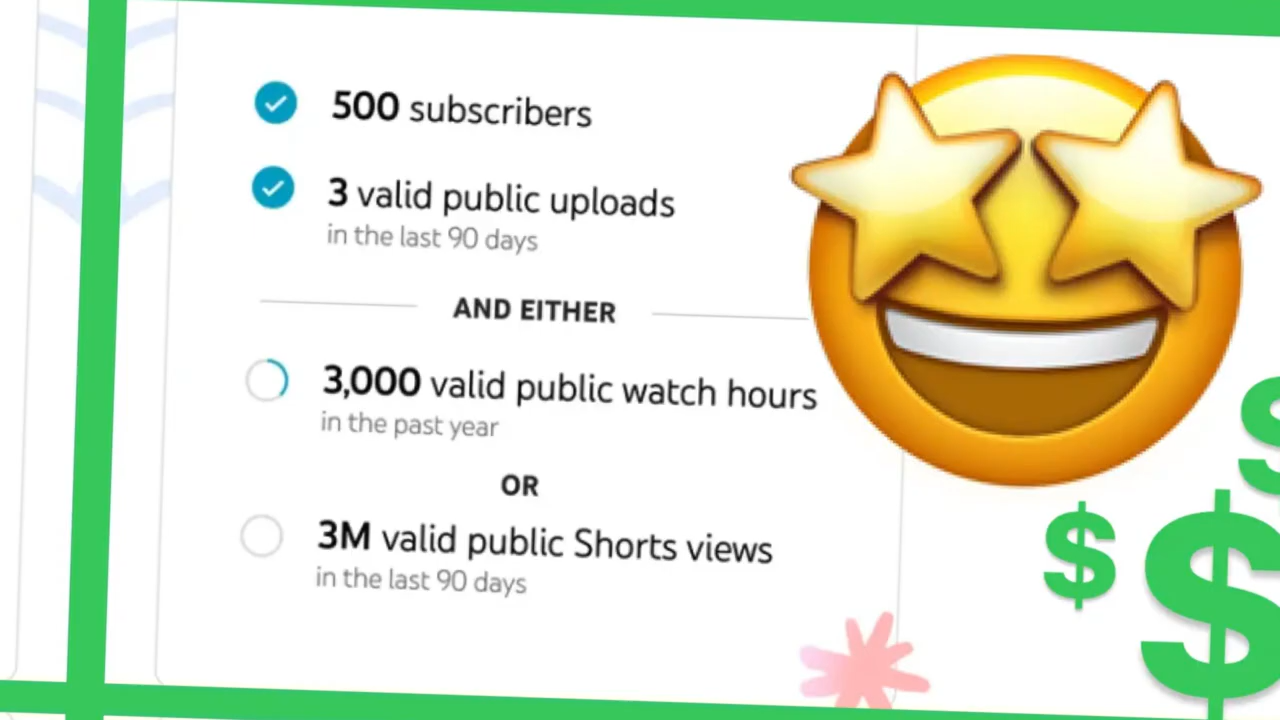 500 subscribers
3 valid public uploads
in the last 90 days
AND EITHER
3,000 valid public watch hours
in the past year
OR
3M valid public Shorts views
in the last 90 days
$
$
$